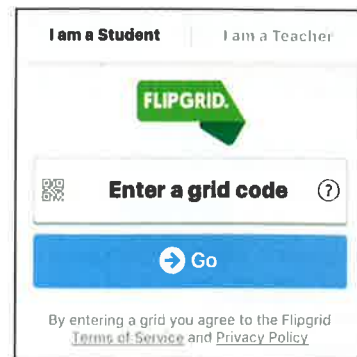 I am a Student I am a Teacher
FLIPGRID.
Enter a grid code ?
Go
By entering a grid you agree to the Flipgrid
Terms of Service and Privacy Policy